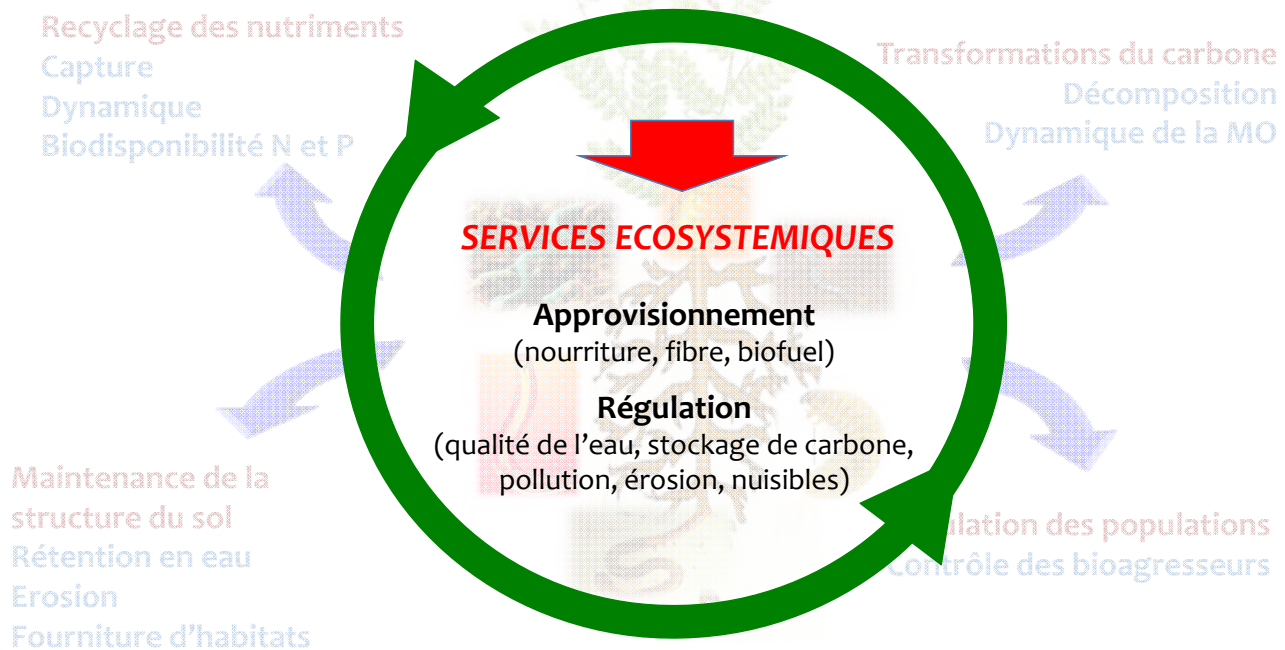 Recyclage des nutriments
Capture
Dynamique
Biodisponibilité N et P
Transformations du carbone
Décomposition
Dynamique de la MO
SERVICES ECOSYSTEMIQUES
Approvisionnement
(nourriture, fibre, biofuel)
Régulation
(qualité de l’eau, stockage de carbone,
pollution, érosion, nuisibles)
Maintenance de la
structure du sol
Rétention en eau
Erosion
Fourniture d’habitats
des populations
Contrôle des bioagresseurs